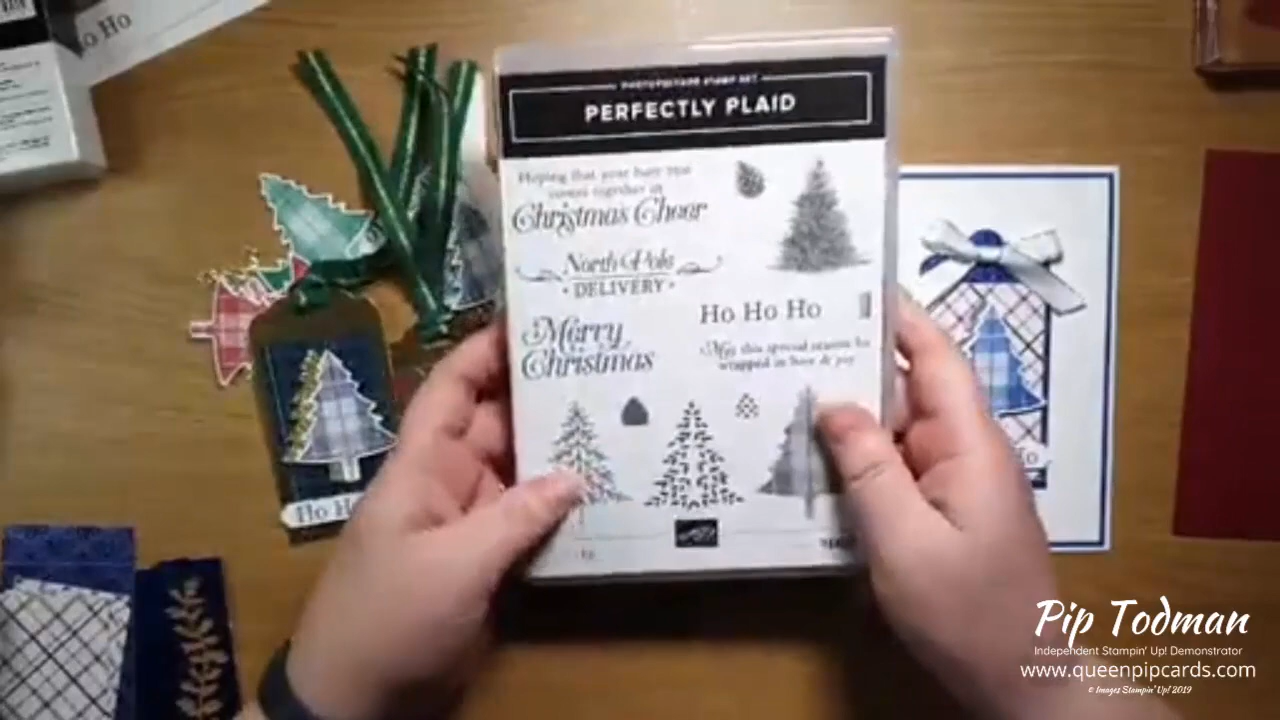 Ho Ho
PHOTOPOLYMER STAMP SET
PERFECTLY PLAID
Hoping that your busy year
comes together in
Christmas Cheer
North Pole
• DELIVERY •
Merry
Christmas
Ho Ho Ho
May this special season be
wrapped in love & joy
Ho H
Ho
Pip Todman
Independent Stampin' Up! Demonstrator
www.queenpipcards.com
© Images Stampin' Up! 2019